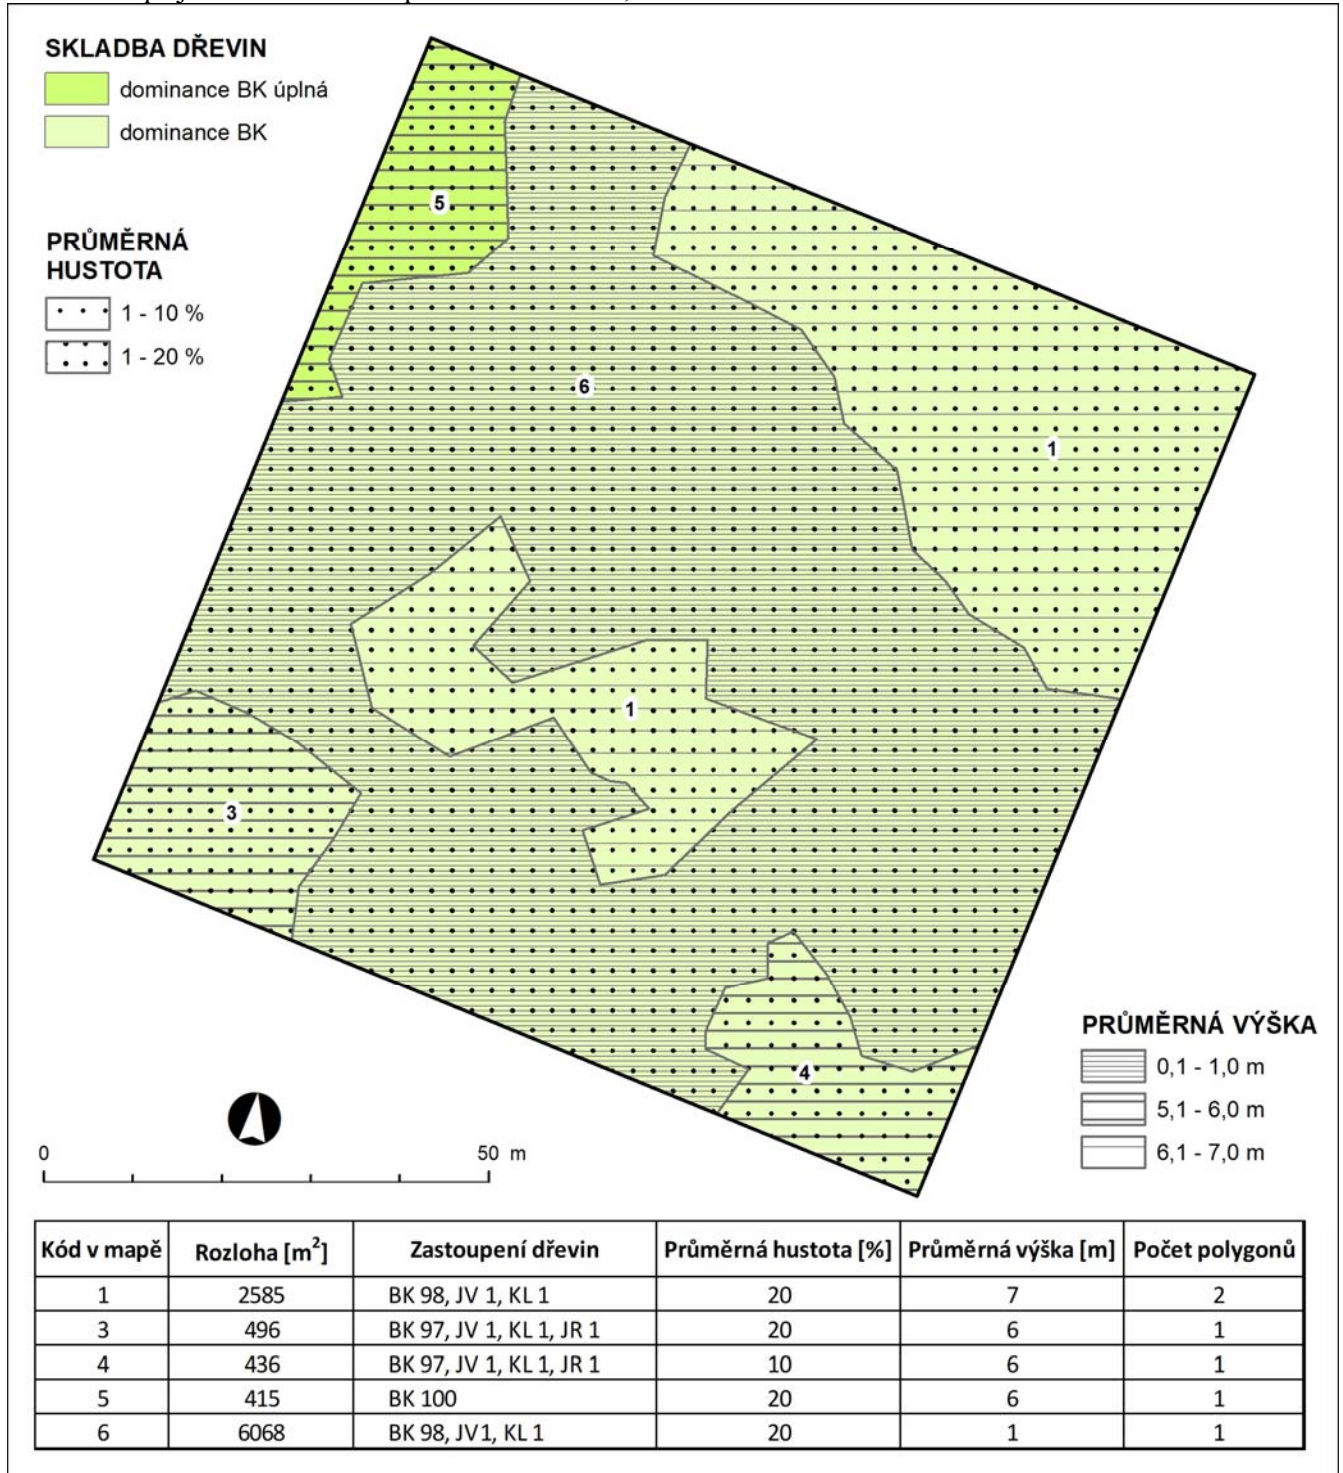 SKLADBA DŘEVIN
dominance BK úplná
dominance BK
PRŮMĚRNÁ
HUSTOTA
1 - 10 %
1 - 20 %
5
6
1
1
3
4
PRŮMĚRNÁ VÝŠKA
0,1 - 1,0 m
5,1 - 6,0 m
6,1 - 7,0 m
0 50 m
Kód v mapě Rozloha [m²] Zastoupení dřevin Průměrná hustota [%] Průměrná výška [m] Počet polygonů
1 2585 BK 98, JV 1, KL 1 20 7 2
3 496 BK 97, JV 1, KL 1, JR 1 20 6 1
4 436 BK 97, JV 1, KL 1, JR 1 10 6 1
5 415 BK 100 20 6 1
6 6068 BK 98, JV1, KL 1 20 1 1